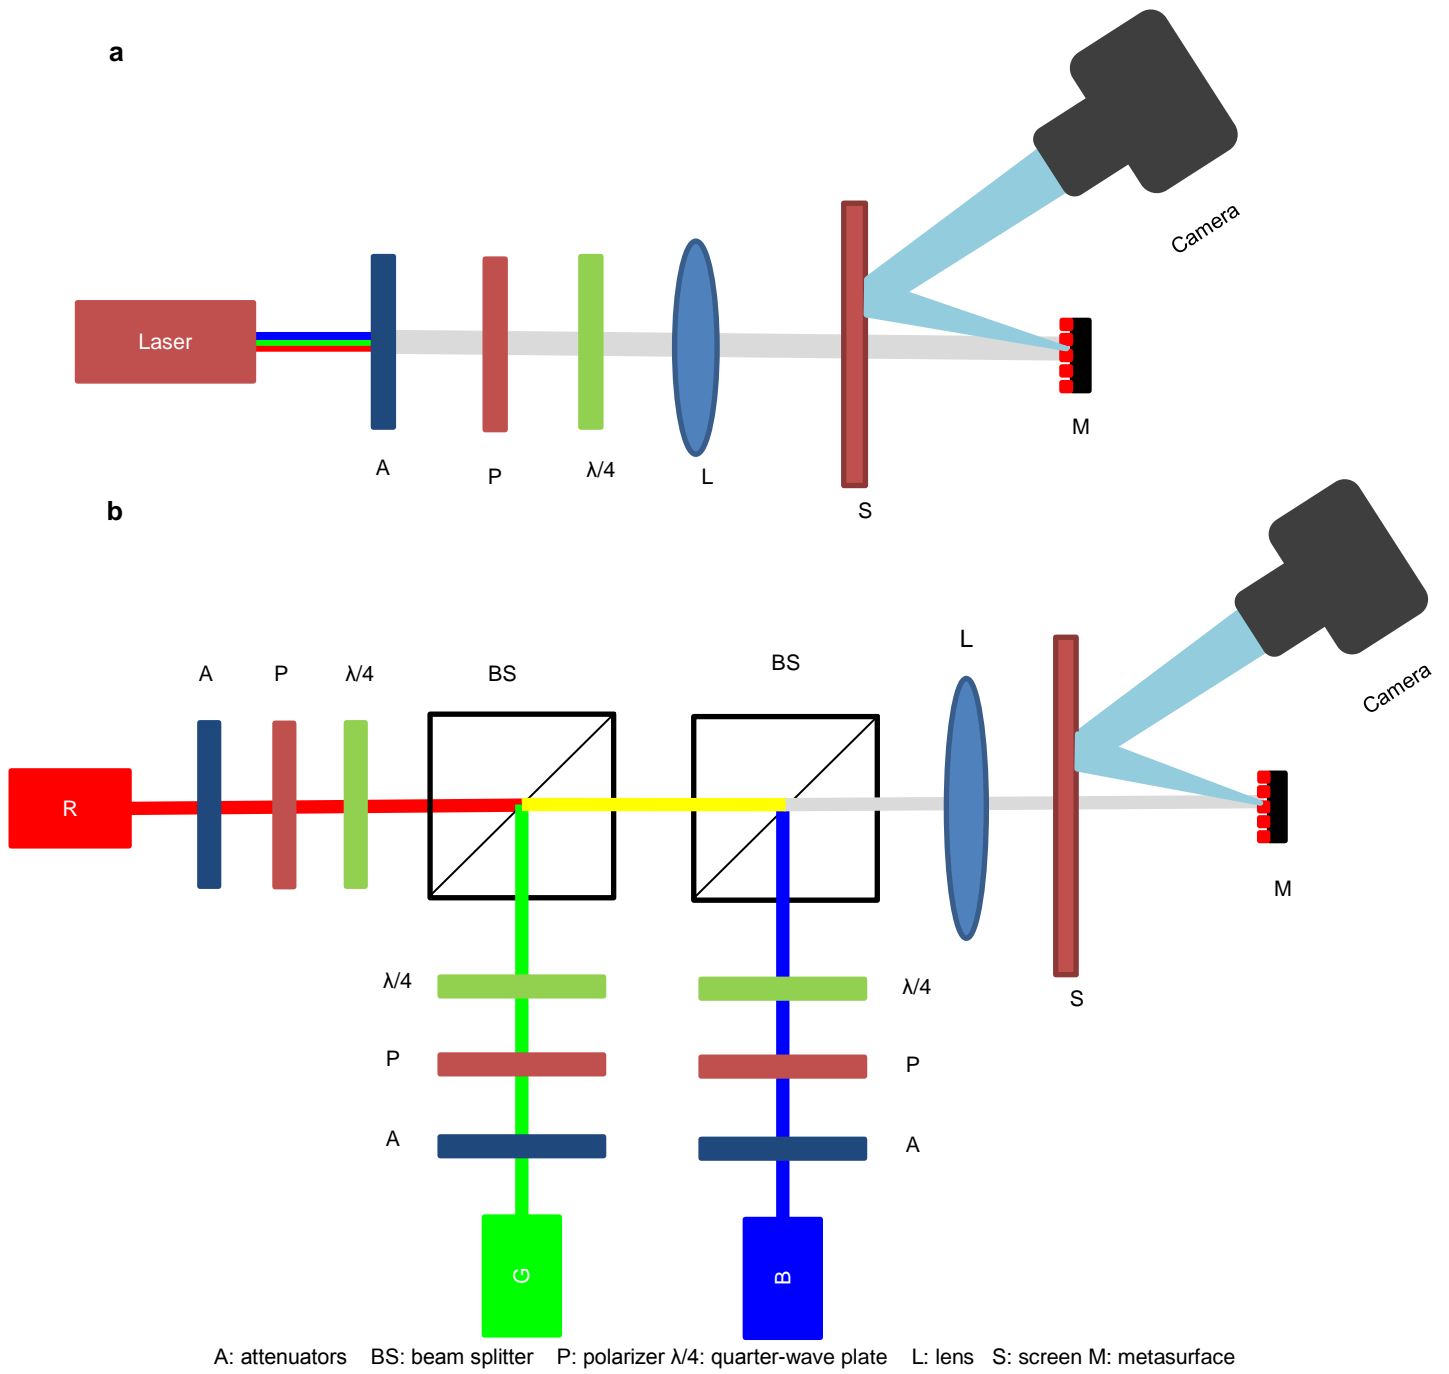 a
Laser
Camera
A
P
λ/4
L
S
M
b
A
P
λ/4
BS
BS
L
Camera
R
M
λ/4
λ/4
S
P
P
A
A
G
B
A: attenuators BS: beam splitter P: polarizer λ/4: quarter-wave plate L: lens S: screen M: metasurface